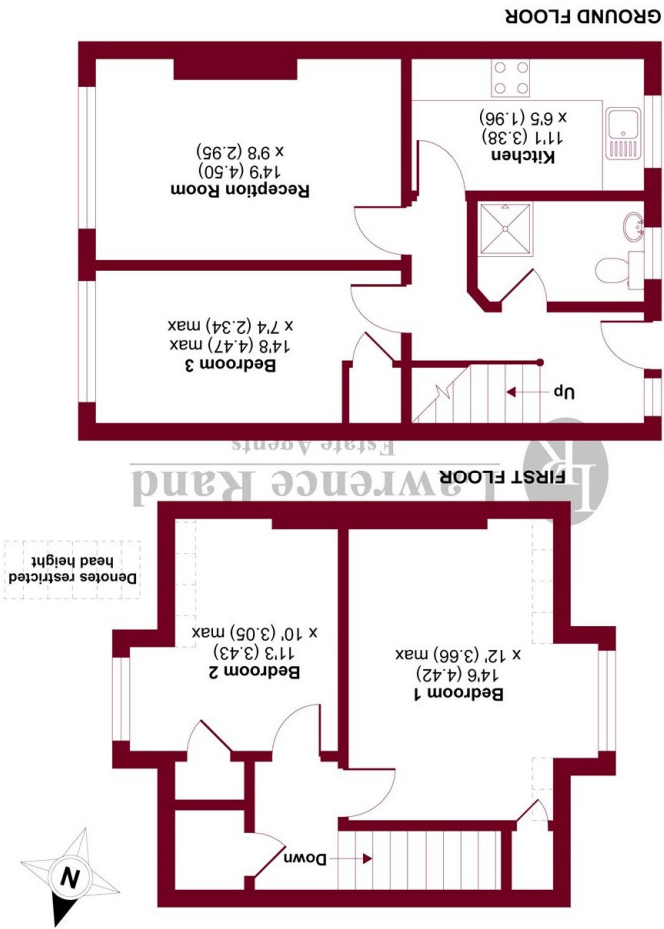 N
Down
Bedroom 1
14'6 (4.42)
x 12' (3.66) max
Bedroom 2
11'3 (3.43)
x 10' (3.05) max
Denotes restricted
head height
FIRST FLOOR
LR
Lawrence Rand
Estate Agents
Up
Bedroom 3
14'8 (4.47) max
x 7'4 (2.34) max
Kitchen
11'1 (3.38)
x 6'5 (1.96)
Reception Room
14'9 (4.50)
x 9'8 (2.95)
GROUND FLOOR